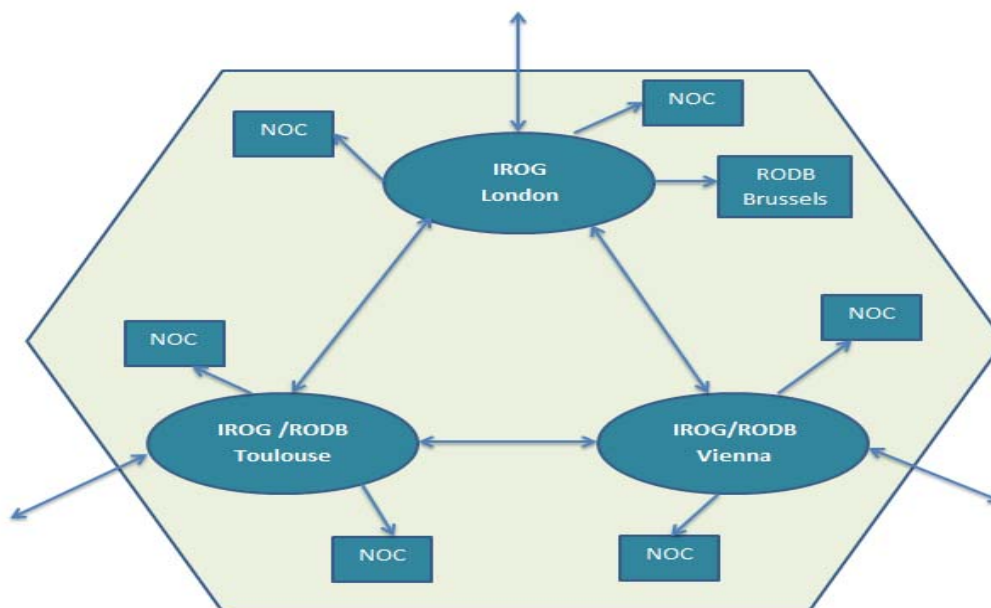 NOC
NOC
IROG
London
RODB
Brussels
NOC
NOC
IROG /RODB
Toulouse
IROG/RODB
Vienna
NOC
NOC